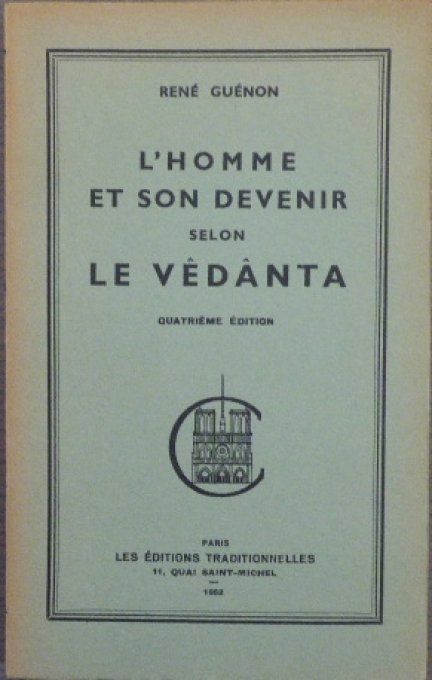 RENÉ GUÉNON
L'HOMME
ET SON DEVENIR
SELON
LE VÊDÂNTA
QUATRIÈME ÉDITION
PARIS
LES ÉDITIONS TRADITIONNELLES
11, QUAI SAINT-MICHEL
1952